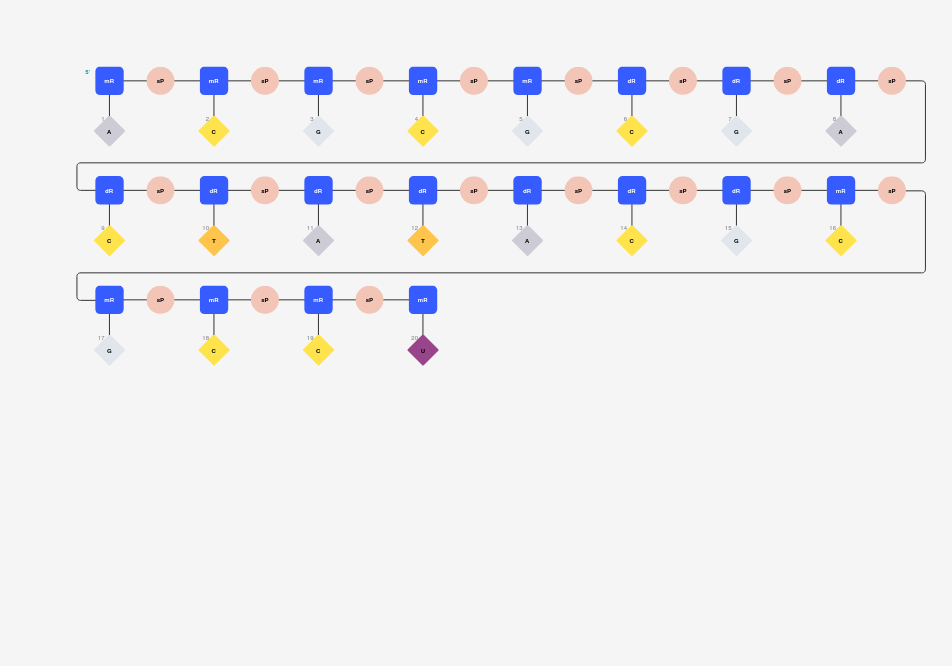 5'
mR sP mR sP mR sP mR sP mR sP dR sP dR sP dR sP
1 2 3 4 5 6 7 8
A C G C G C G A
dR sP dR sP dR sP dR sP dR sP dR sP dR sP mR sP
9 10 11 12 13 14 15 16
C T A T A C G C
mR sP mR sP mR sP mR
17 18 19 20
G C C U